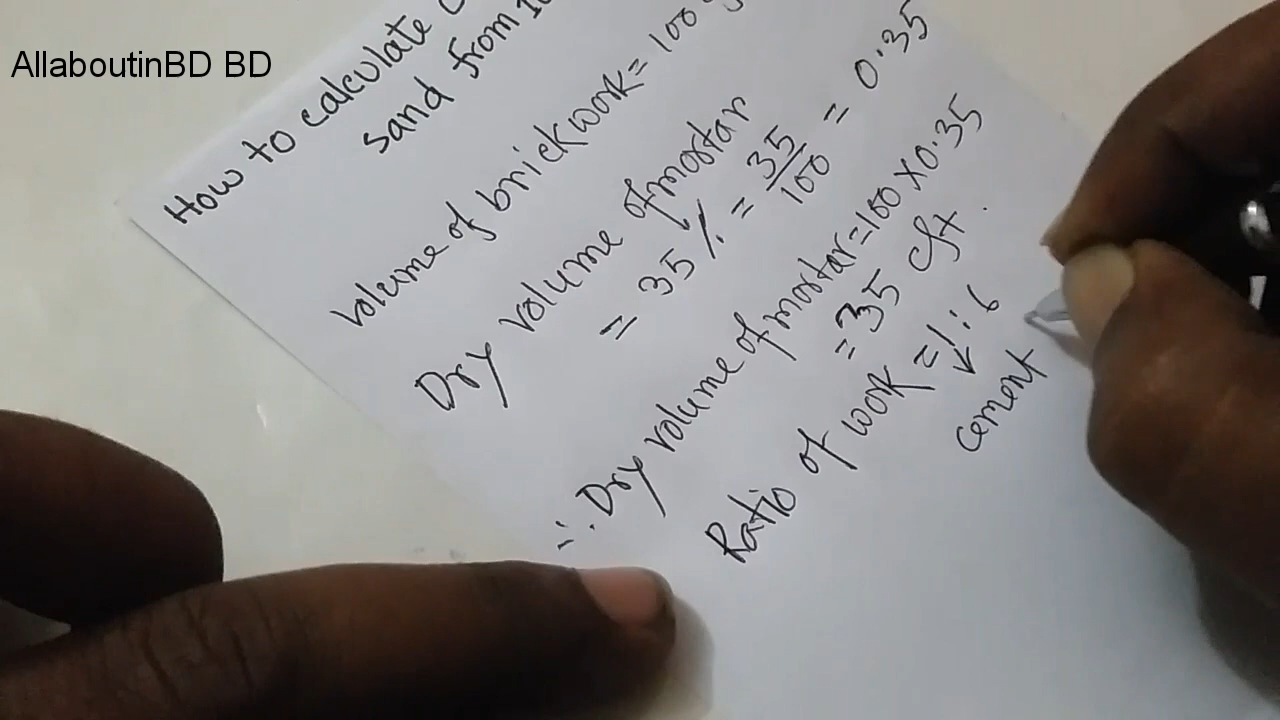 AllaboutinBD BD
How to calculate
sand from
volume of brickwork = 100
Dry volume of mortar
= 35% = 35/100 = 0.35
∴ Dry volume of mortar = 100 X 0.35
= 35 cft.
Ratio of work = 1:6
cement